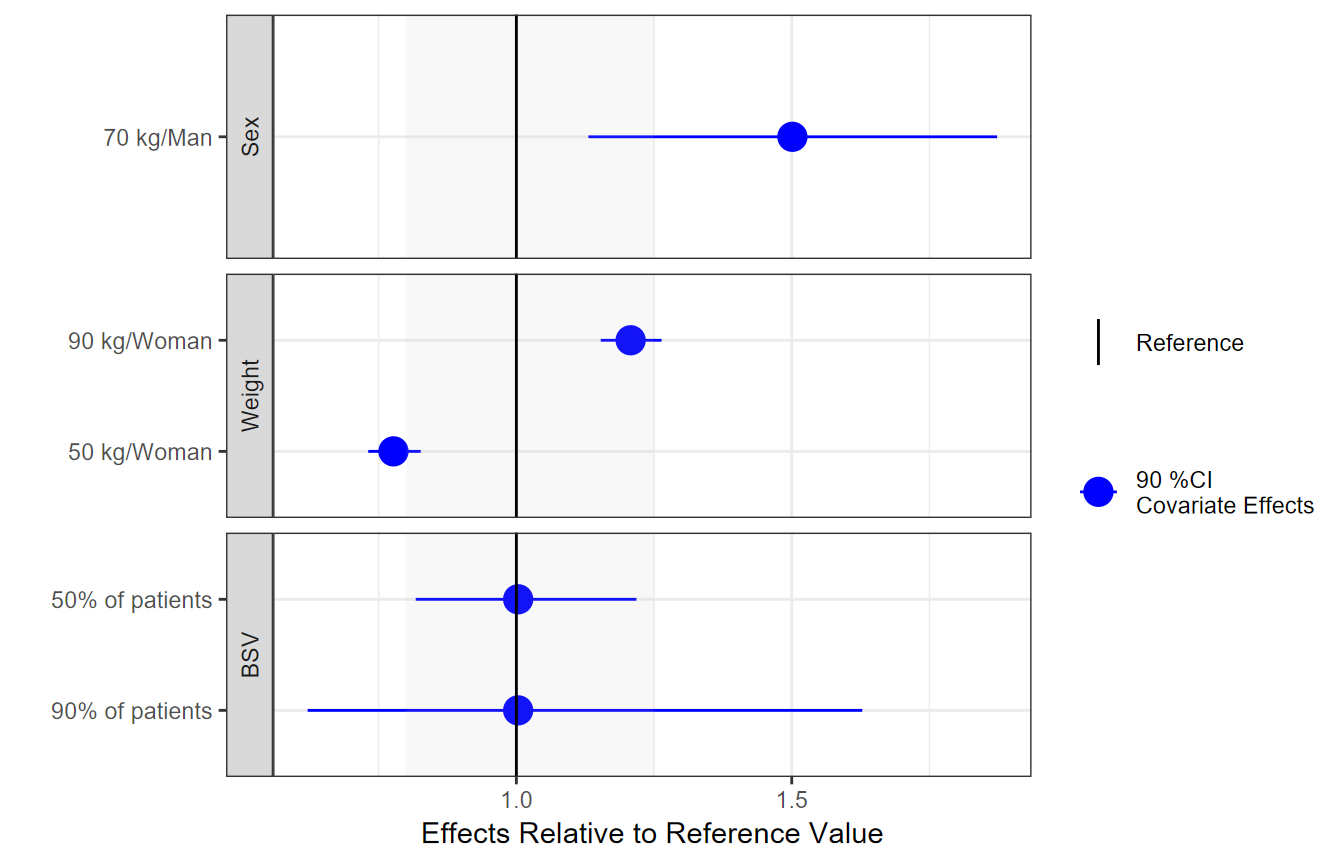 Sex
70 kg/Man
Weight
90 kg/Woman
50 kg/Woman
BSV
50% of patients
90% of patients
1.0
1.5
Effects Relative to Reference Value
Reference
90 %CI
Covariate Effects